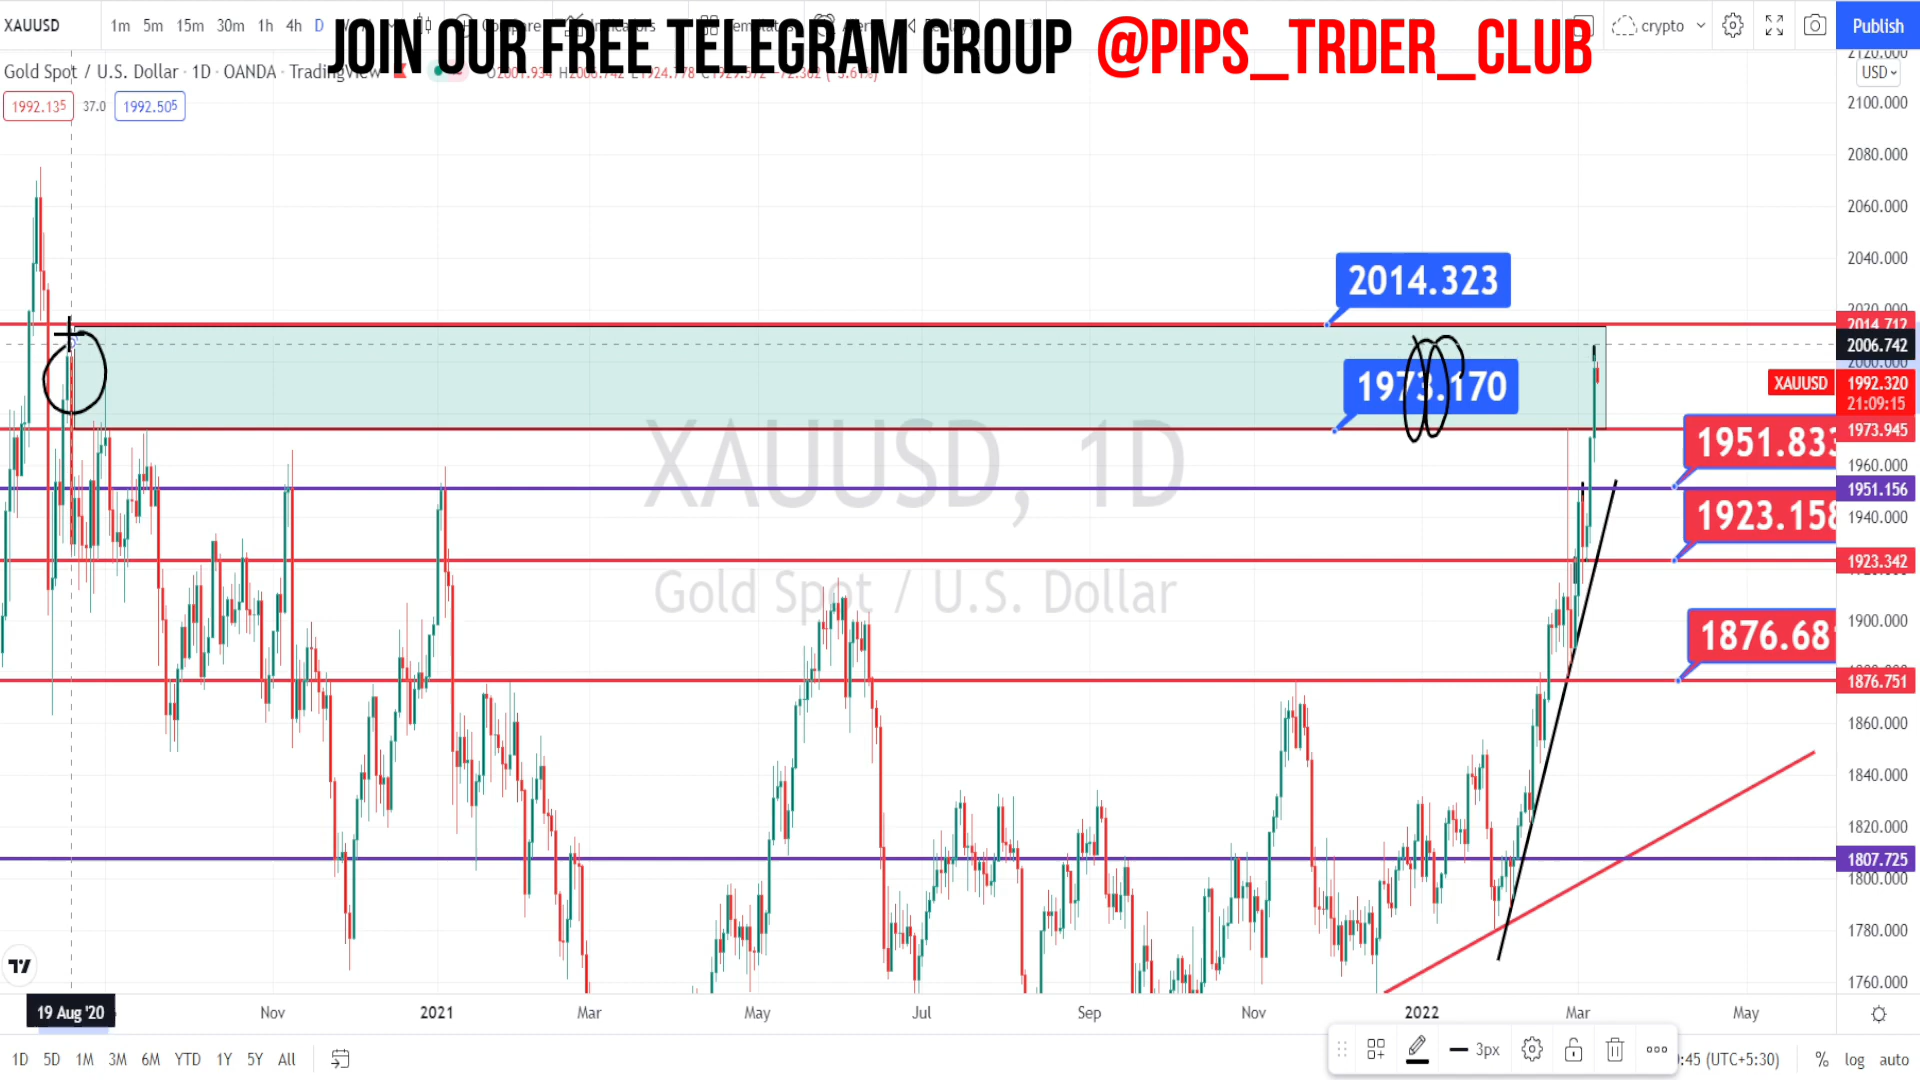 XAUUSD 1m 5m 15m 30m 1h 4h D crypto Publish
JOIN OUR FREE TELEGRAM GROUP @PIPS_TRDER_CLUB
Gold Spot / U.S. Dollar · 1D · OANDA · TradingView
USD
1992.135 37.0 1992.505
2100.000
2080.000
2060.000
2040.000
2014.323
2014.712
2006.742
1973.170
XAUUSD 1992.320
21:09:15
1973.945
XAUUSD, 1D
1951.833
1960.000
1951.156
1923.158
1940.000
1923.342
Gold Spot / U.S. Dollar
1900.000
1876.68
1876.751
1860.000
1840.000
1820.000
1807.725
1800.000
1780.000
1760.000
19 Aug '20 Nov 2021 Mar May Jul Sep Nov 2022 Mar May
1D 5D 1M 3M 6M YTD 1Y 5Y All 3px :45 (UTC+5:30) % log auto